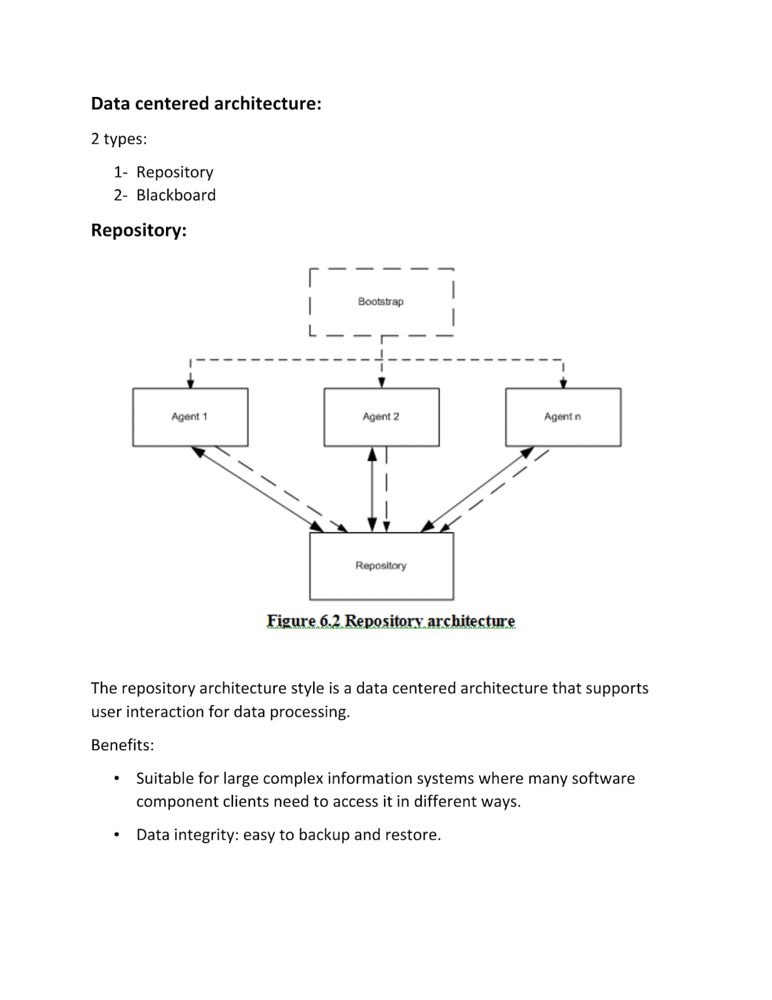 Data centered architecture:
2 types:
1- Repository
2- Blackboard
Repository:
Bootstrap
Agent 1
Agent 2
Agent n
Repository
Figure 6.2 Repository architecture
The repository architecture style is a data centered architecture that supports
user interaction for data processing.
Benefits:
• Suitable for large complex information systems where many software
component clients need to access it in different ways.
• Data integrity: easy to backup and restore.